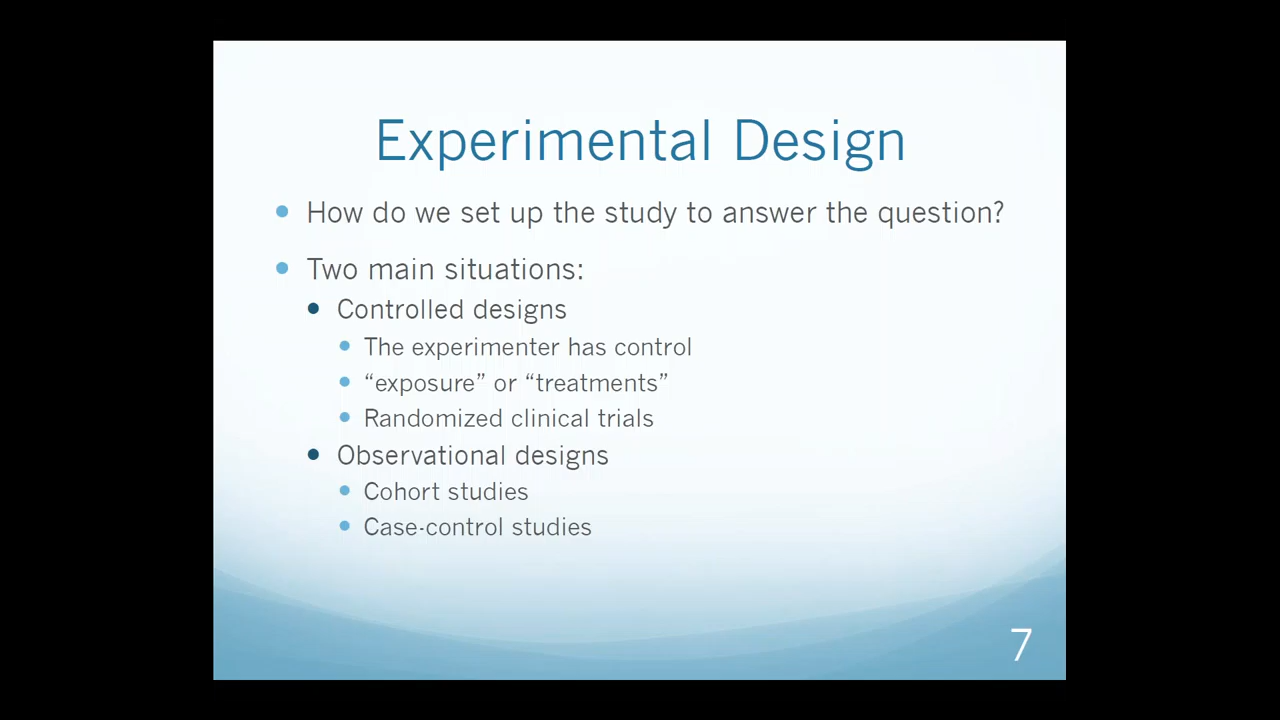 Experimental Design
• How do we set up the study to answer the question?
• Two main situations:
• Controlled designs
• The experimenter has control
• “exposure” or “treatments”
• Randomized clinical trials
• Observational designs
• Cohort studies
• Case-control studies
7